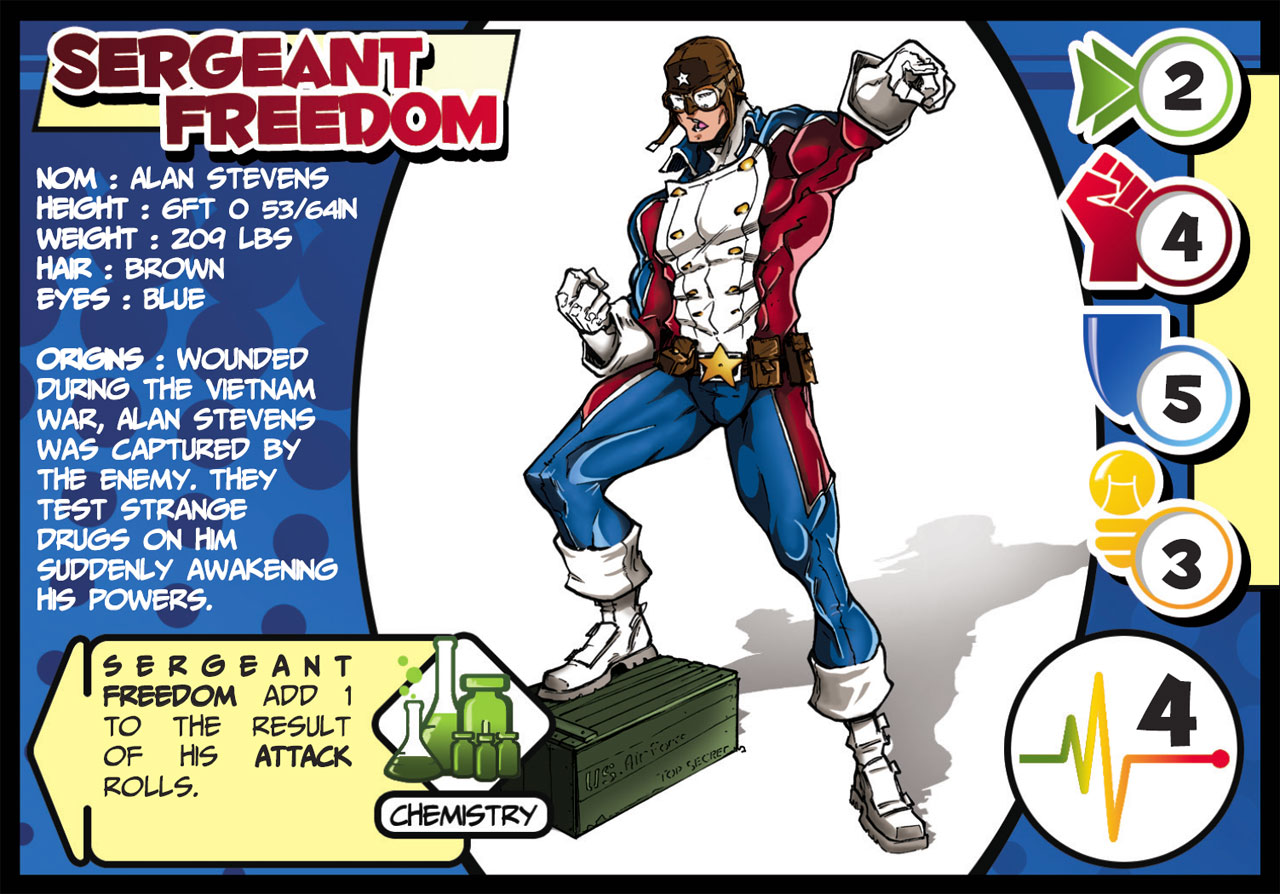 SERGEANT
FREEDOM
NOM : ALAN STEVENS
HEIGHT : 6FT 0 53/64IN
WEIGHT : 209 LBS
HAIR : BROWN
EYES : BLUE
ORIGINS : WOUNDED
DURING THE VIETNAM
WAR, ALAN STEVENS
WAS CAPTURED BY
THE ENEMY. THEY
TEST STRANGE
DRUGS ON HIM
SUDDENLY AWAKENING
HIS POWERS.
SERGEANT
FREEDOM ADD 1
TO THE RESULT
OF HIS ATTACK
ROLLS.
CHEMISTRY
U.S. Air Force
TOP SECRET
2
4
5
3
4